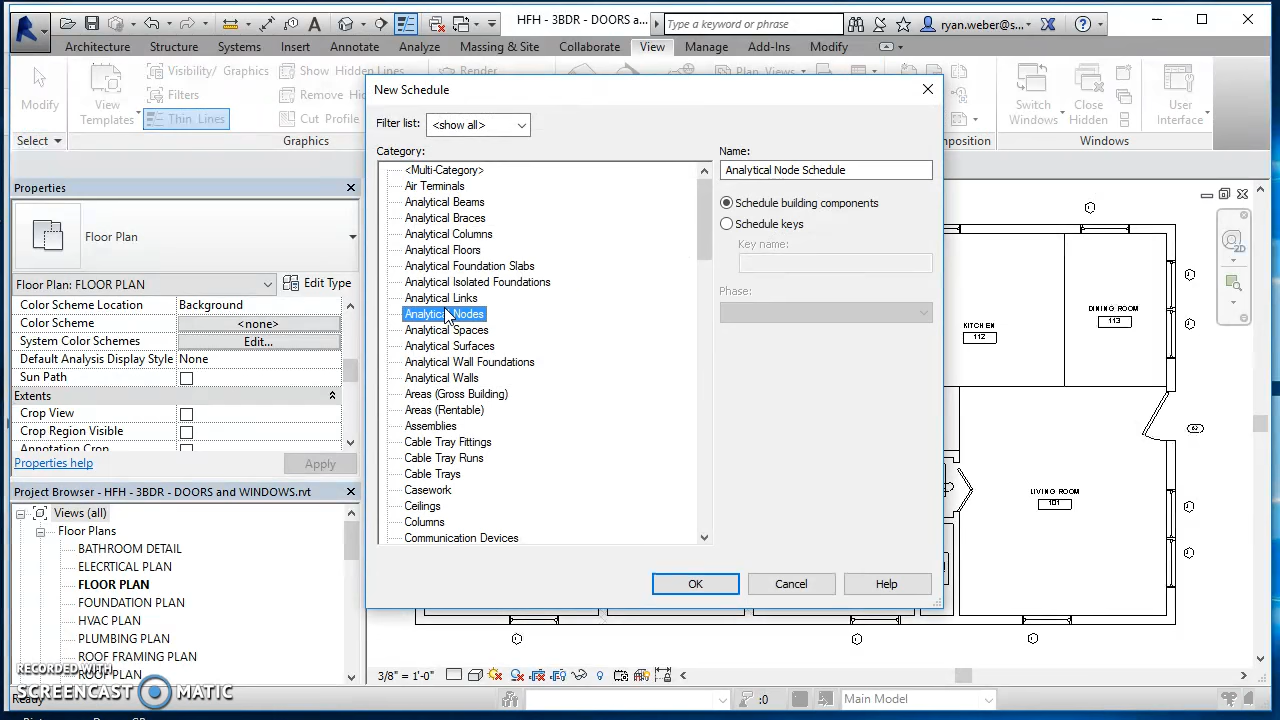 HFH - 3BDR - DOORS a...
Type a keyword or phrase
ryan.weber@s...
Architecture
Structure
Systems
Insert
Annotate
Analyze
Massing & Site
Collaborate
View
Manage
Add-Ins
Modify
Modify
View
Templates
Visibility/ Graphics
Filters
Thin Lines
Show Hidden Lines
Remove Hi
Cut Profile
Render
Plan Views
Switch
Windows
Close
Hidden
User
Interface
Select
Graphics
position
Windows
Properties
Floor Plan
Floor Plan: FLOOR PLAN
Edit Type
Color Scheme Location
Background
Color Scheme
<none>
System Color Schemes
Edit...
Default Analysis Display Style
None
Sun Path
Extents
Crop View
Crop Region Visible
Annotation Crop
Properties help
Apply
Project Browser - HFH - 3BDR - DOORS and WINDOWS.rvt
Views (all)
Floor Plans
BATHROOM DETAIL
ELECRTICAL PLAN
FLOOR PLAN
FOUNDATION PLAN
HVAC PLAN
PLUMBING PLAN
ROOF FRAMING PLAN
ROOF PLAN
RECORDED WITH
SCREENCAST MATIC
Ready
New Schedule
Filter list:
<show all>
Category:
<Multi-Category>
Air Terminals
Analytical Beams
Analytical Braces
Analytical Columns
Analytical Floors
Analytical Foundation Slabs
Analytical Isolated Foundations
Analytical Links
Analytical Nodes
Analytical Spaces
Analytical Surfaces
Analytical Wall Foundations
Analytical Walls
Areas (Gross Building)
Areas (Rentable)
Assemblies
Cable Tray Fittings
Cable Tray Runs
Cable Trays
Casework
Ceilings
Columns
Communication Devices
Name:
Analytical Node Schedule
Schedule building components
Schedule keys
Key name:
Phase:
OK
Cancel
Help
KITCHEN
112
DINING ROOM
113
LIVING ROOM
101
2D
3/8" = 1'-0"
:0
Main Model